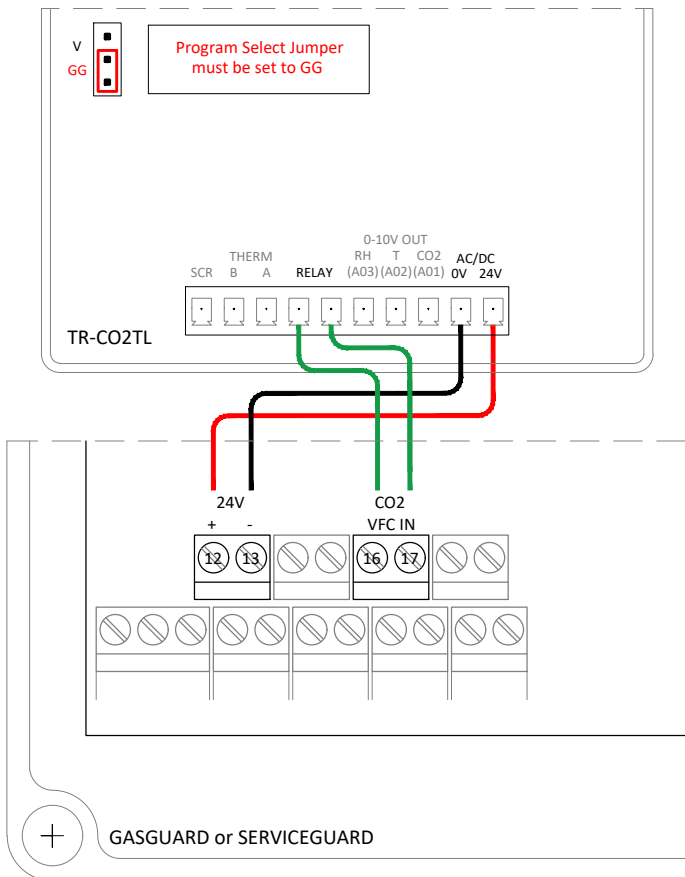 V
GG
Program Select Jumper
must be set to GG
0-10V OUT
THERM RH T CO2 AC/DC
SCR B A RELAY (A03) (A02) (A01) 0V 24V
TR-CO2TL
24V CO2
+ - VFC IN
12 13 16 17
GASGUARD or SERVICEGUARD